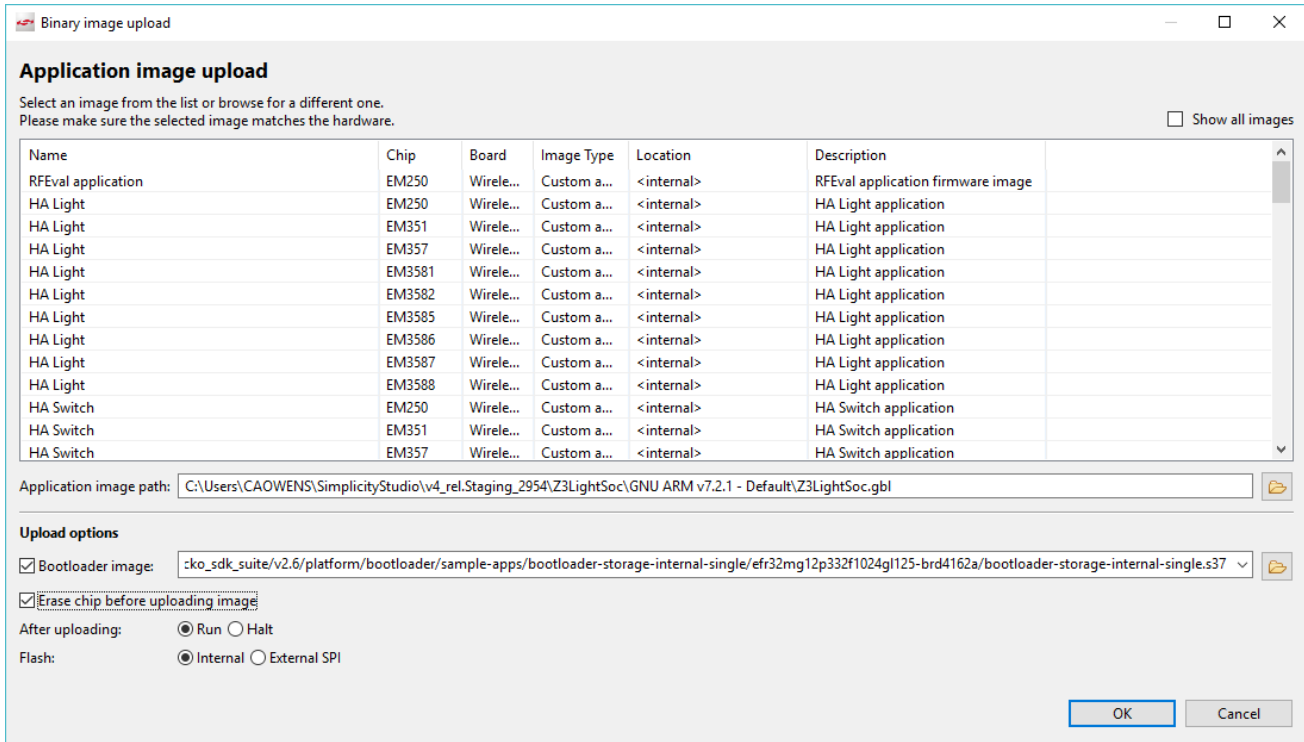 Binary image upload
Application image upload
Select an image from the list or browse for a different one.
Please make sure the selected image matches the hardware.
Show all images
Name Chip Board Image Type Location Description
RFEval application EM250 Wirele... Custom a... <internal> RFEval application firmware image
HA Light EM250 Wirele... Custom a... <internal> HA Light application
HA Light EM351 Wirele... Custom a... <internal> HA Light application
HA Light EM357 Wirele... Custom a... <internal> HA Light application
HA Light EM3581 Wirele... Custom a... <internal> HA Light application
HA Light EM3582 Wirele... Custom a... <internal> HA Light application
HA Light EM3585 Wirele... Custom a... <internal> HA Light application
HA Light EM3586 Wirele... Custom a... <internal> HA Light application
HA Light EM3587 Wirele... Custom a... <internal> HA Light application
HA Light EM3588 Wirele... Custom a... <internal> HA Light application
HA Switch EM250 Wirele... Custom a... <internal> HA Switch application
HA Switch EM351 Wirele... Custom a... <internal> HA Switch application
HA Switch EM357 Wirele... Custom a... <internal> HA Switch application
Application image path: C:\Users\CAOWENS\SimplicityStudio\v4_rel.Staging_2954\Z3LightSoc\GNU ARM v7.2.1 - Default\Z3LightSoc.gbl
Upload options
Bootloader image: cko_sdk_suite/v2.6/platform/bootloader/sample-apps/bootloader-storage-internal-single/efr32mg12p332f1024gl125-brd4162a/bootloader-storage-internal-single.s37
Erase chip before uploading image
After uploading: Run Halt
Flash: Internal External SPI
OK Cancel